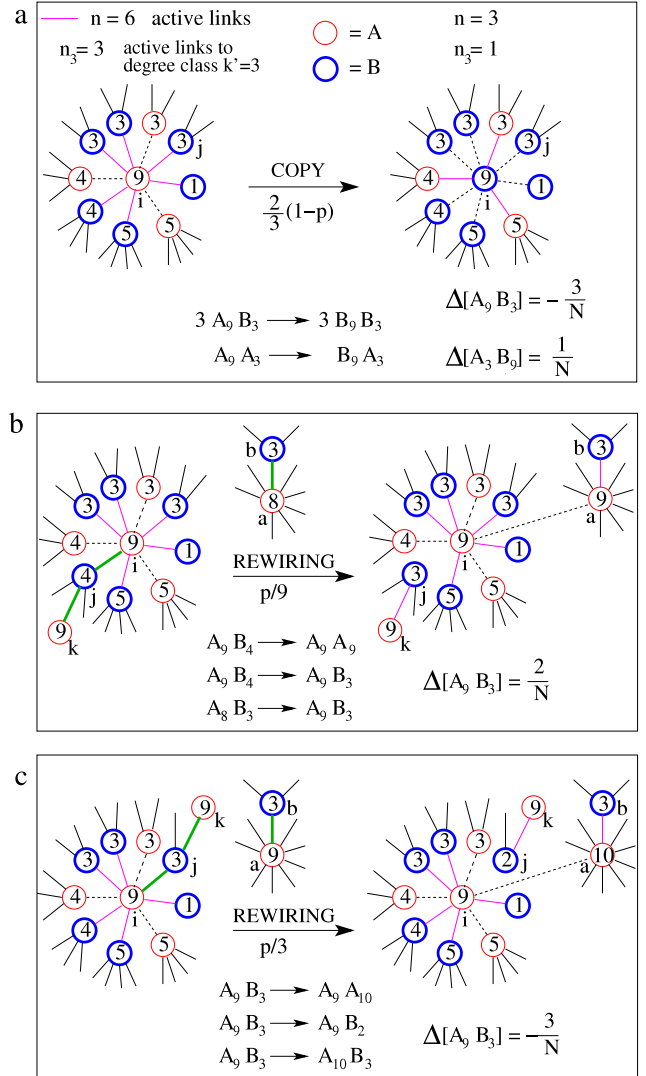 a
n = 6 active links
= A
n = 3
n₃= 3 active links to
degree class k'=3
= B
n₃= 1
3 3 3 3 j 4 9 i 1 4 5 5
COPY
2/3 (1−p)
3 3 3 3 j 4 9 i 1 4 5 5
3 A₉ B₃ → 3 B₉ B₃
Δ[A₉ B₃] = − 3/N
A₉ A₃ → B₉ A₃
Δ[A₃ B₉] = 1/N
b
3 3 3 3 4 9 i 1 4 j 5 5 9 k
b 3
8 a
REWIRING
p/9
3 3 3 3 4 9 i 1 3 j 5 5 9 k
3 b
9 a
A₉ B₄ → A₉ A₉
A₉ B₄ → A₉ B₃
A₈ B₃ → A₉ B₃
Δ[A₉ B₃] = 2/N
c
3 3 3 3 j 9 k 4 9 i 1 4 5 5
3 b
a 9
REWIRING
p/3
3 3 3 2 j 9 k 4 9 i 1 4 5 5
3 b
a 10
A₉ B₃ → A₉ A₁₀
A₉ B₃ → A₉ B₂
A₉ B₃ → A₁₀ B₃
Δ[A₉ B₃] = − 3/N